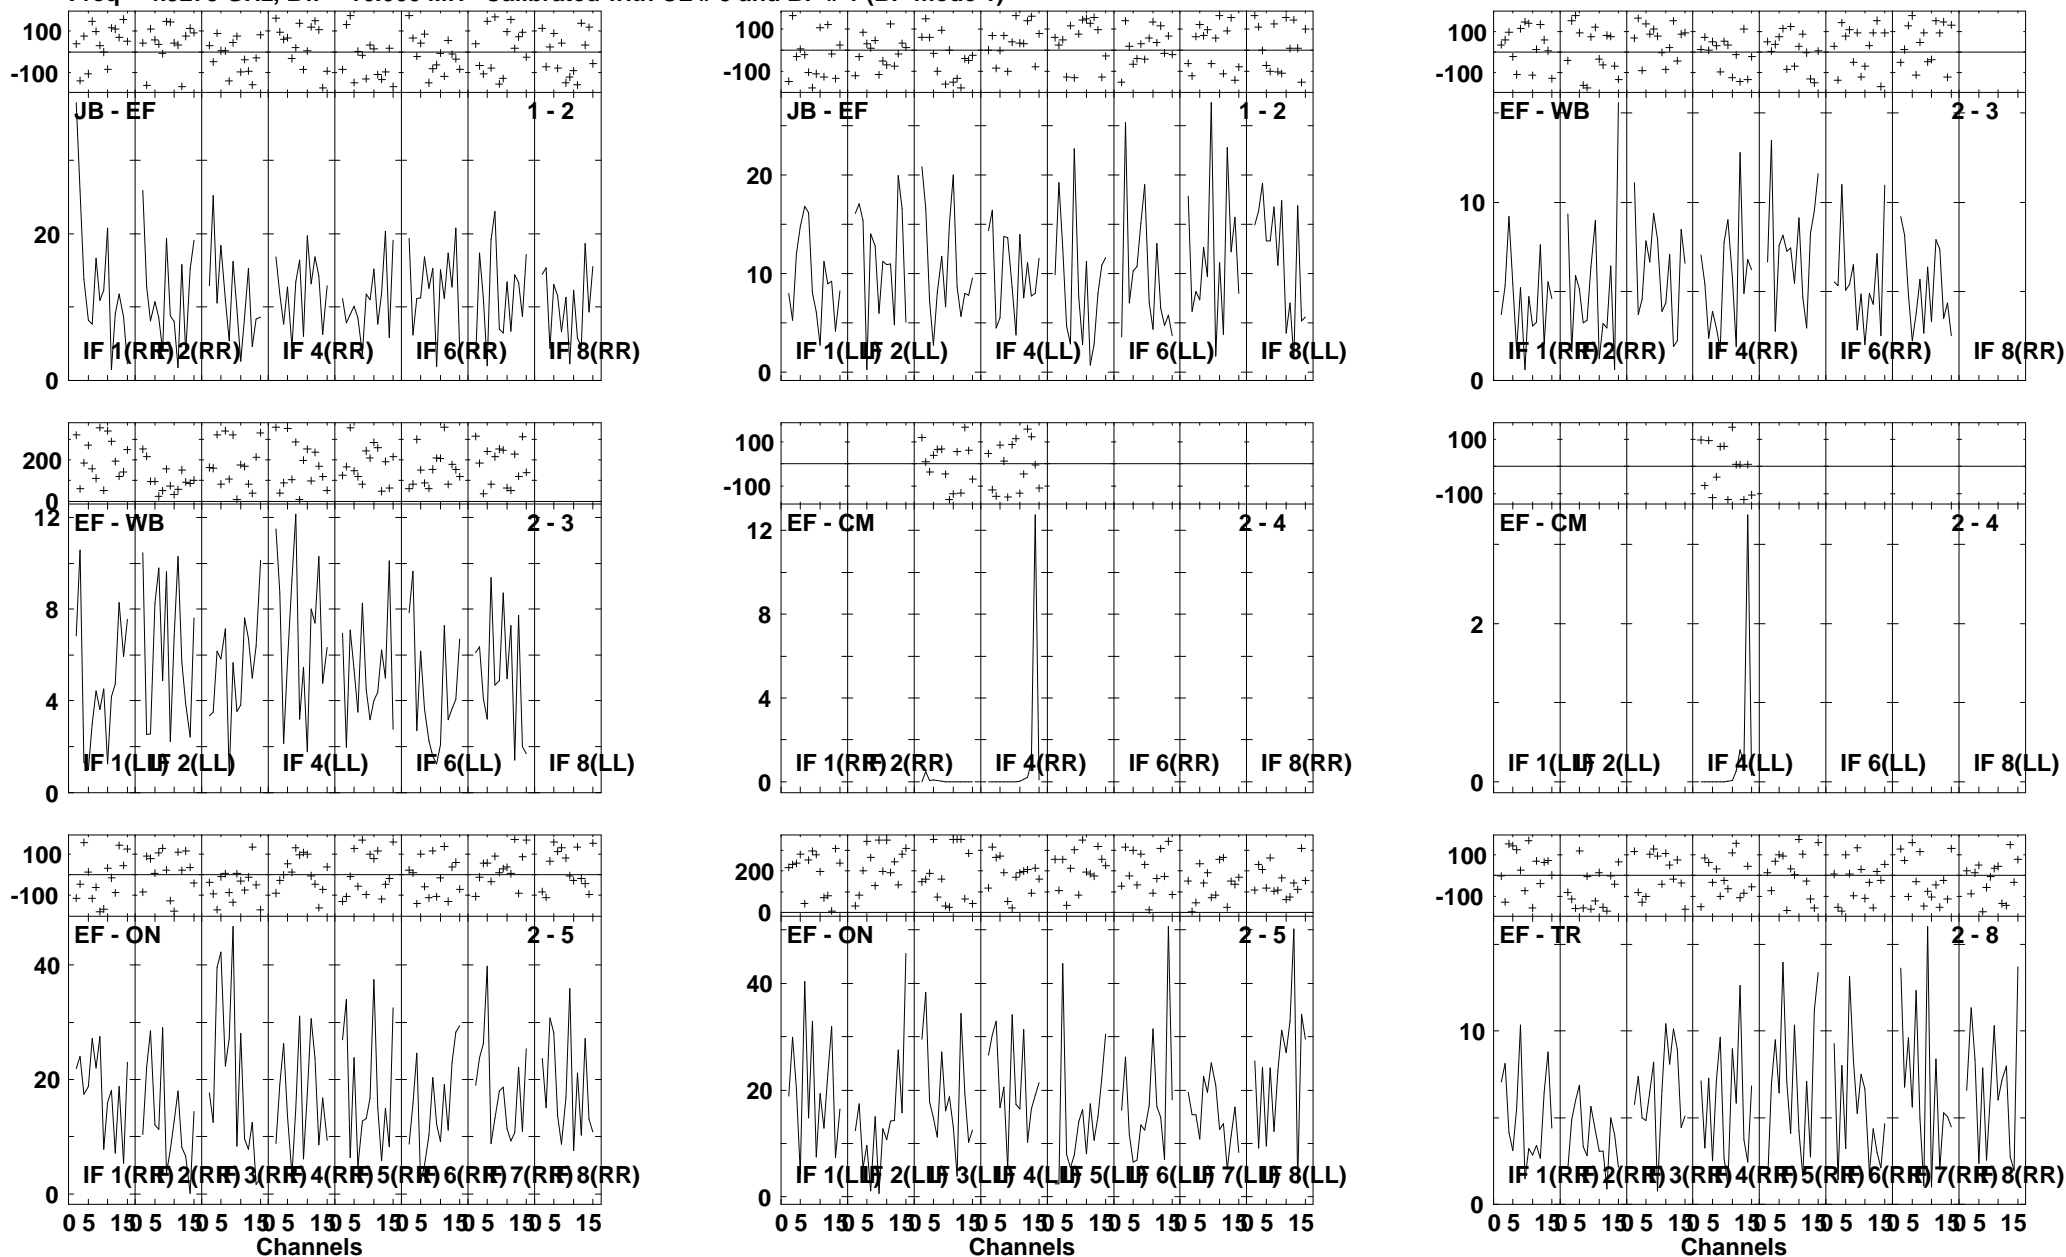 100
-100
JB - EF 1 - 2
20
0
IF 1(RR) IF 2(RR) IF 4(RR) IF 6(RR) IF 8(RR)
100
-100
JB - EF 1 - 2
20
10
0
IF 1(LL) IF 2(LL) IF 4(LL) IF 6(LL) IF 8(LL)
100
-100
EF - WB 2 - 3
10
0
IF 1(RR) IF 2(RR) IF 4(RR) IF 6(RR) IF 8(RR)
200
0
EF - WB 2 - 3
12
8
4
0
IF 1(LL) IF 2(LL) IF 4(LL) IF 6(LL) IF 8(LL)
100
-100
EF - CM 2 - 4
12
8
4
0
IF 1(RR) IF 2(RR) IF 4(RR) IF 6(RR) IF 8(RR)
100
-100
EF - CM 2 - 4
2
0
IF 1(LL) IF 2(LL) IF 4(LL) IF 6(LL) IF 8(LL)
100
-100
EF - ON 2 - 5
40
20
0
IF 1(RR) IF 2(RR) IF 3(RR) IF 4(RR) IF 5(RR) IF 6(RR) IF 7(RR) IF 8(RR)
0 5 15 0 5 15 0 5 15 0 5 15 0 5 15 0 5 15 0 5 15 0 5 15
Channels
200
0
EF - ON 2 - 5
40
20
0
IF 1(LL) IF 2(LL) IF 3(LL) IF 4(LL) IF 5(LL) IF 6(LL) IF 7(LL) IF 8(LL)
0 5 15 0 5 15 0 5 15 0 5 15 0 5 15 0 5 15 0 5 15 0 5 15
Channels
100
-100
EF - TR 2 - 8
10
0
IF 1(RR) IF 2(RR) IF 3(RR) IF 4(RR) IF 5(RR) IF 6(RR) IF 7(RR) IF 8(RR)
0 5 15 0 5 15 0 5 15 0 5 15 0 5 15 0 5 15 0 5 15 0 5 15
Channels